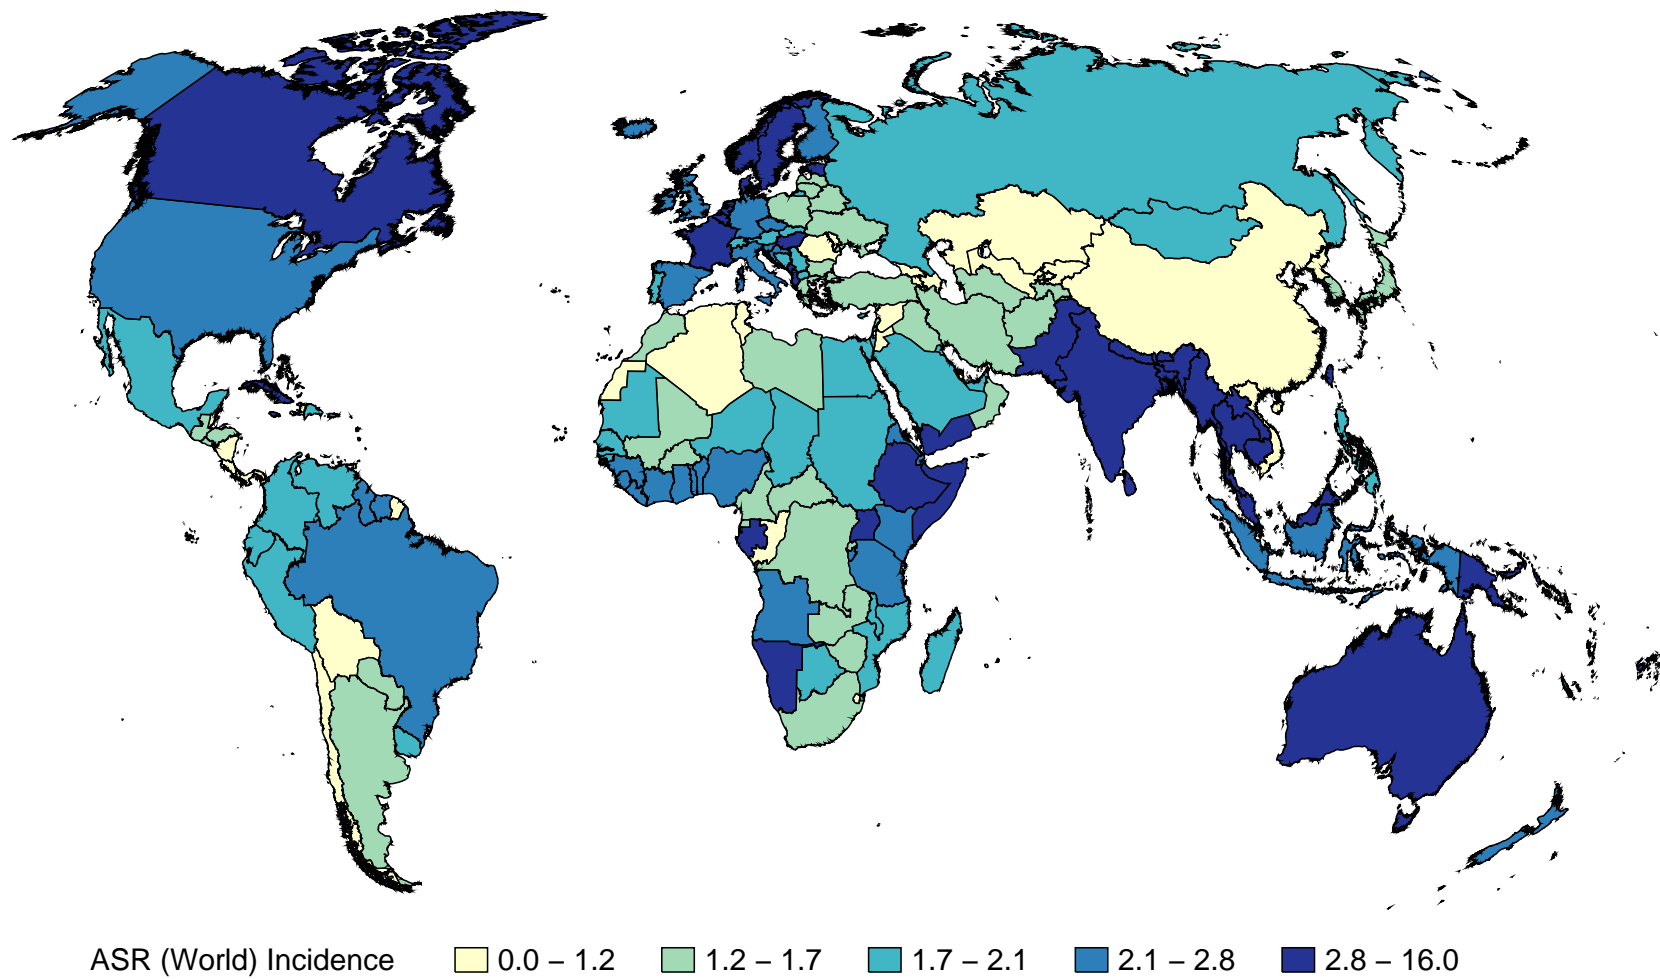 ASR (World) Incidence 0.0 – 1.2 1.2 – 1.7 1.7 – 2.1 2.1 – 2.8 2.8 – 16.0